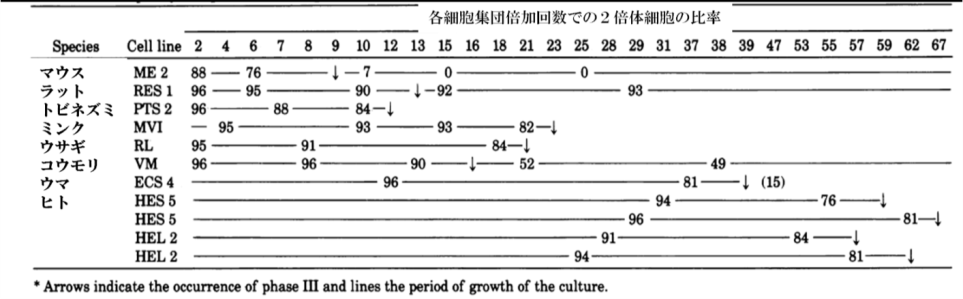 各細胞集団倍加回数での２倍体細胞の比率
Species Cell line 2 4 6 7 8 9 10 12 13 15 16 18 21 23 25 28 29 31 37 38 39 47 53 55 57 59 62 67
マウス ME 2 88 — 76 — ↓ — 7 — 0 — 0 —
ラット RES 1 96 — 95 — 90 — ↓ — 92 — 93 —
トビネズミ PTS 2 96 — 88 — 84 — ↓
ミンク MVI — 95 — 93 — 93 — 82 — ↓
ウサギ RL 95 — 91 — 84 — ↓
コウモリ VM 96 — 96 — 90 — ↓ — 52 — 49 —
ウマ ECS 4 — 96 — 81 — ↓ (15)
ヒト HES 5 — 94 — 76 — ↓
HES 5 — 96 — 81 — ↓
HEL 2 — 91 — 84 — ↓
HEL 2 — 94 — 81 — ↓
* Arrows indicate the occurrence of phase III and lines the period of growth of the culture.